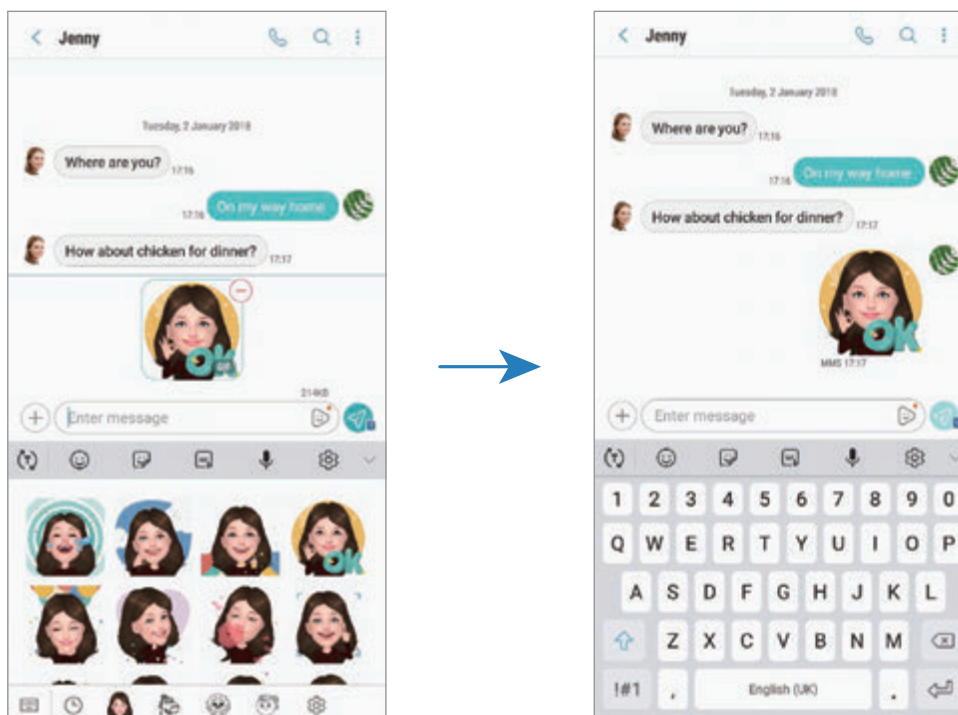 Jenny
Tuesday, 2 January 2018
Where are you?
17:16
17:16
On my way home
How about chicken for dinner?
17:17
OK
GIF
214KB
Enter message
OK
Jenny
Tuesday, 2 January 2018
Where are you?
17:16
17:16
On my way home
How about chicken for dinner?
17:17
OK
MMS 17:17
Enter message
1 2 3 4 5 6 7 8 9 0
Q W E R T Y U I O P
A S D F G H J K L
Z X C V B N M
!#1 , English (UK) .